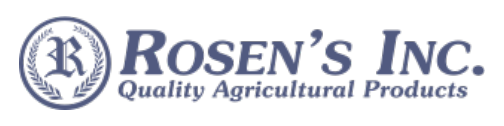 R
ROSEN'S INC.
Quality Agricultural Products